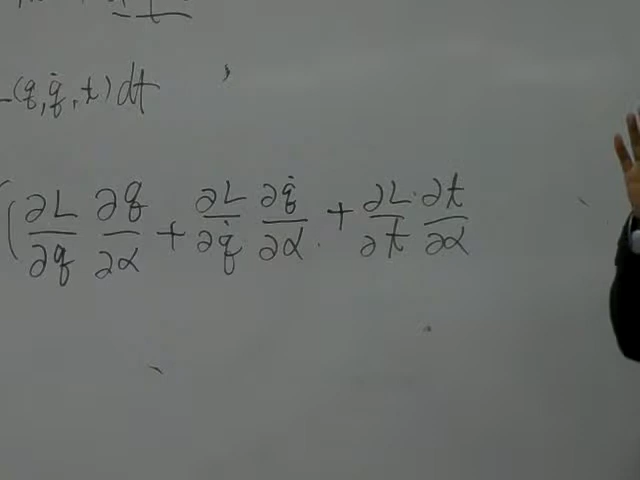 (q, q̇, t) dt
( ∂L/∂q ∂q/∂α + ∂L/∂q̇ ∂q̇/∂α + ∂L/∂t ∂t/∂α